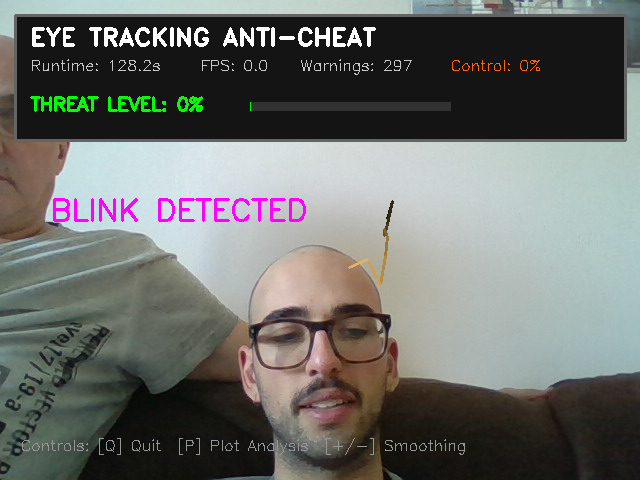 EYE TRACKING ANTI-CHEAT
Runtime: 128.2s FPS: 0.0 Warnings: 297 Control: 0%
THREAT LEVEL: 0%
BLINK DETECTED
Controls: [Q] Quit [P] Plot Analysis [+/-] Smoothing